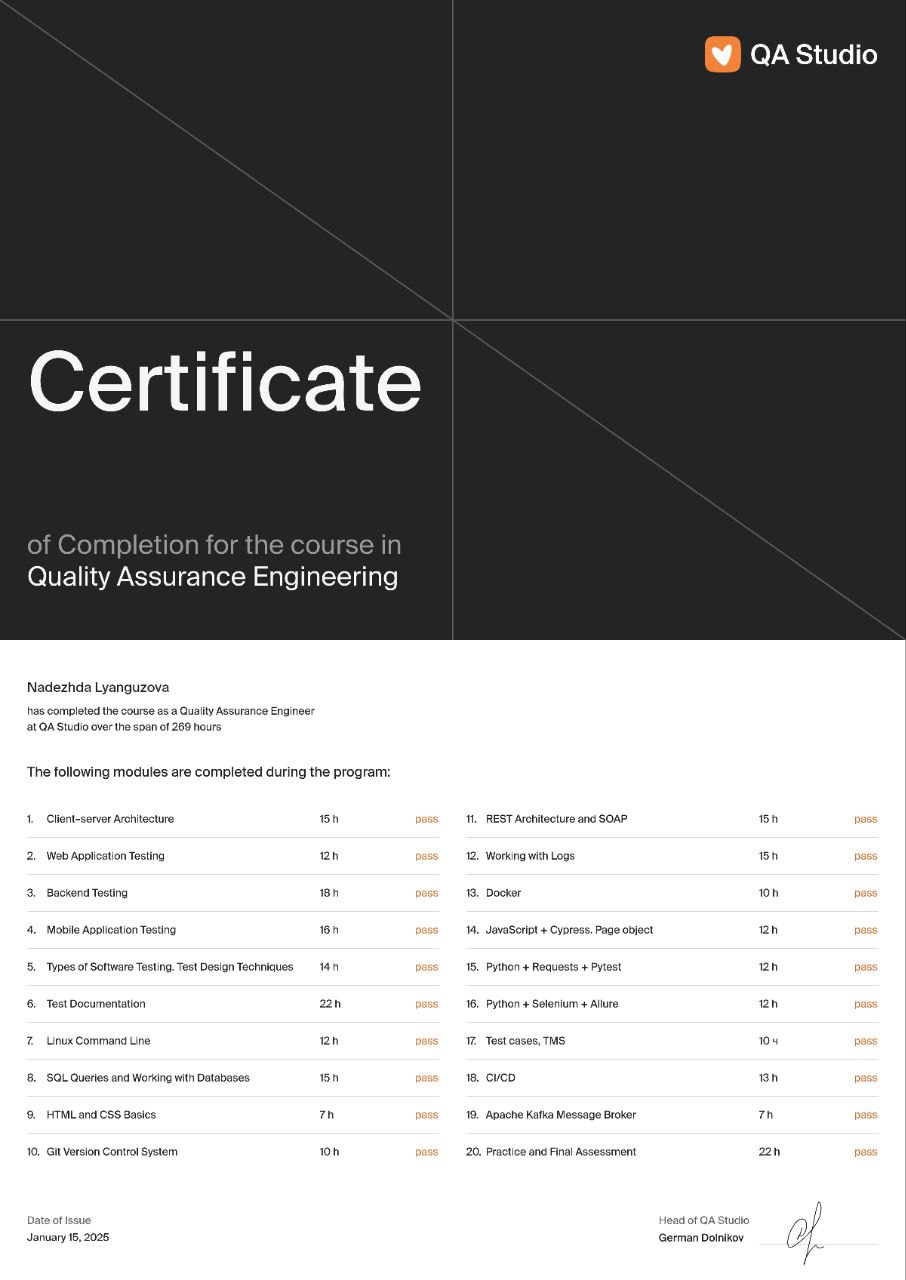 QA Studio
Certificate
of Completion for the course in
Quality Assurance Engineering
Nadezhda Lyanguzova
has completed the course as a Quality Assurance Engineer
at QA Studio over the span of 269 hours
The following modules are completed during the program:
1. Client-server Architecture 15 h pass
2. Web Application Testing 12 h pass
3. Backend Testing 18 h pass
4. Mobile Application Testing 16 h pass
5. Types of Software Testing. Test Design Techniques 14 h pass
6. Test Documentation 22 h pass
7. Linux Command Line 12 h pass
8. SQL Queries and Working with Databases 15 h pass
9. HTML and CSS Basics 7 h pass
10. Git Version Control System 10 h pass
11. REST Architecture and SOAP 15 h pass
12. Working with Logs 15 h pass
13. Docker 10 h pass
14. JavaScript + Cypress. Page object 12 h pass
15. Python + Requests + Pytest 12 h pass
16. Python + Selenium + Allure 12 h pass
17. Test cases, TMS 10 ч pass
18. CI/CD 13 h pass
19. Apache Kafka Message Broker 7 h pass
20. Practice and Final Assessment 22 h pass
Date of Issue
January 15, 2025
Head of QA Studio
German Dolnikov